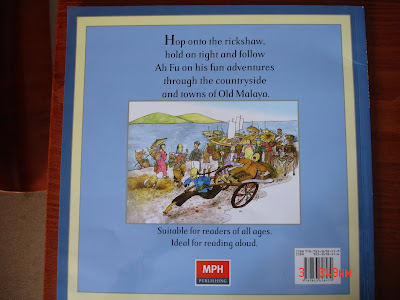 Hop onto the rickshaw,
hold on tight and follow
Ah Fu on his fun adventures
through the countryside
and towns of Old Malaya.
Suitable for readers of all ages.
Ideal for reading aloud.
MPH
PUBLISHING